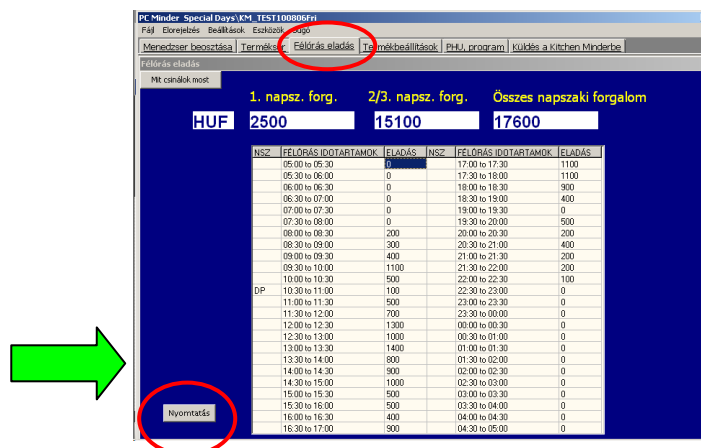 PC Minder Special Days\KM_TEST100806Fri
Fájl Elorejelzés Beállítások Eszközök Súgó
Menedzser beosztása Terméksor Félórás eladás Termékbeállítások PHU, program Küldés a Kitchen Minderbe
Félórás eladás
Mit csinálok most
1. napsz. forg. 2/3. napsz. forg. Összes napszaki forgalom
HUF 2500 15100 17600
NSZ FÉLÓRÁS IDOTARTAMOK ELADÁS NSZ FÉLÓRÁS IDOTARTAMOK ELADÁS
05:00 to 05:30 0 17:00 to 17:30 1100
05:30 to 06:00 0 17:30 to 18:00 1100
06:00 to 06:30 0 18:00 to 18:30 900
06:30 to 07:00 0 18:30 to 19:00 400
07:00 to 07:30 0 19:00 to 19:30 0
07:30 to 08:00 0 19:30 to 20:00 500
08:00 to 08:30 200 20:00 to 20:30 200
08:30 to 09:00 300 20:30 to 21:00 400
09:00 to 09:30 400 21:00 to 21:30 200
09:30 to 10:00 1100 21:30 to 22:00 200
10:00 to 10:30 500 22:00 to 22:30 100
DP 10:30 to 11:00 100 22:30 to 23:00 0
11:00 to 11:30 500 23:00 to 23:30 0
11:30 to 12:00 700 23:30 to 00:00 0
12:00 to 12:30 1300 00:00 to 00:30 0
12:30 to 13:00 1000 00:30 to 01:00 0
13:00 to 13:30 1400 01:00 to 01:30 0
13:30 to 14:00 800 01:30 to 02:00 0
14:00 to 14:30 900 02:00 to 02:30 0
14:30 to 15:00 1000 02:30 to 03:00 0
15:00 to 15:30 500 03:00 to 03:30 0
15:30 to 16:00 500 03:30 to 04:00 0
16:00 to 16:30 400 04:00 to 04:30 0
16:30 to 17:00 900 04:30 to 05:00 0
Nyomtatás